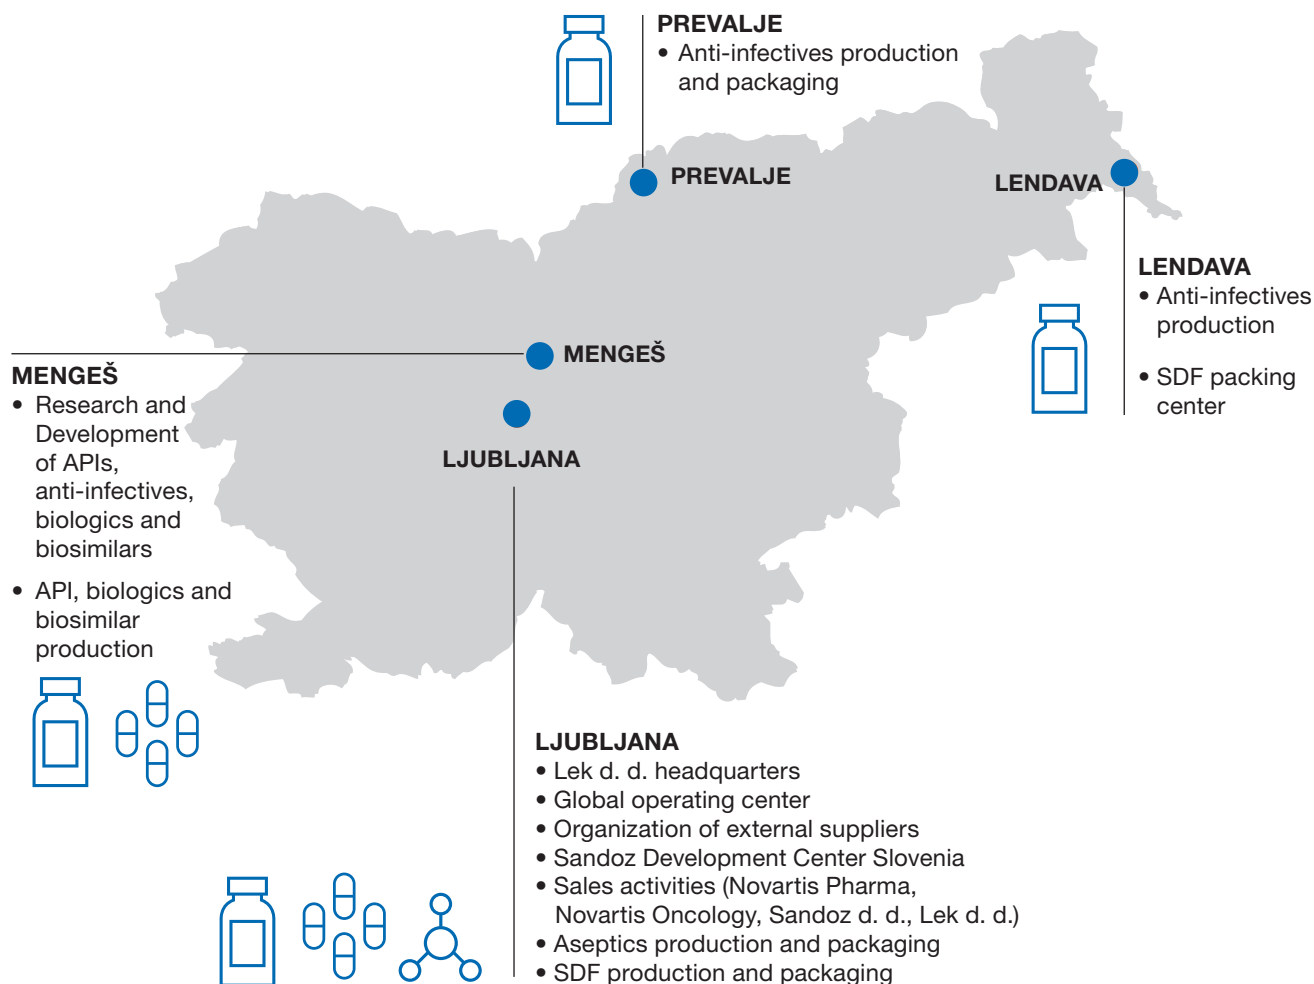 PREVALJE
• Anti-infectives production
and packaging
PREVALJE
LENDAVA
LENDAVA
• Anti-infectives
production
• SDF packing
center
MENGEŠ
MENGEŠ
• Research and
Development
of APIs,
anti-infectives,
biologics and
biosimilars
• API, biologics and
biosimilar
production
LJUBLJANA
LJUBLJANA
• Lek d. d. headquarters
• Global operating center
• Organization of external suppliers
• Sandoz Development Center Slovenia
• Sales activities (Novartis Pharma,
Novartis Oncology, Sandoz d. d., Lek d. d.)
• Aseptics production and packaging
• SDF production and packaging